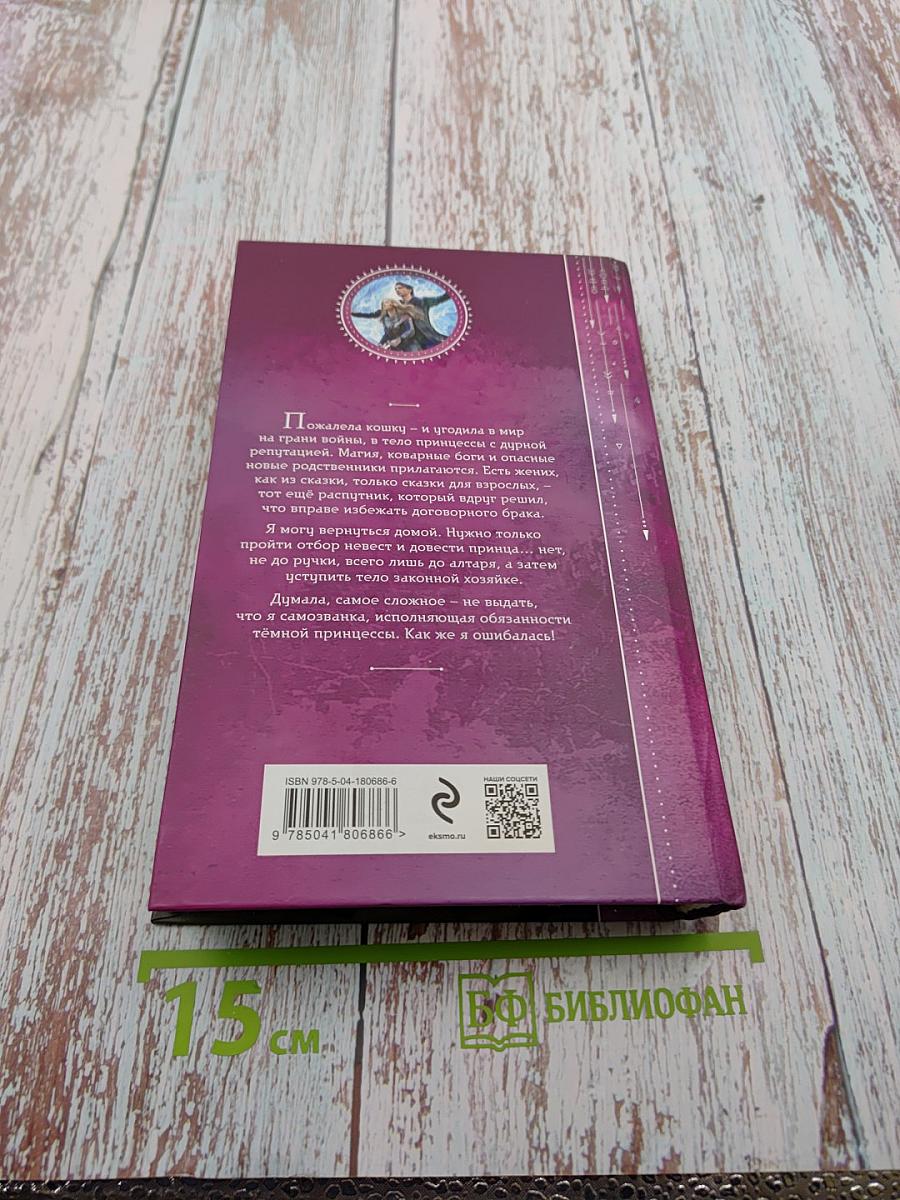 Пожалела кошку – и угодила в мир
на грани войны, в тело принцессы с дурной
репутацией. Магия, коварные боги и опасные
новые родственники прилагаются. Есть жених,
как из сказки, только сказки для взрослых, –
тот ещё распутник, который вдруг решил,
что вправе избежать договорного брака.
Я могу вернуться домой. Нужно только
пройти отбор невест и довести принца... нет,
не до ручки, всего лишь до алтаря, а затем
уступить тело законной хозяйке.
Думала, самое сложное – не выдать,
что я самозванка, исполняющая обязанности
тёмной принцессы. Как же я ошибалась!
ISBN 978-5-04-180686-6
9 785041 806866 >
eksmo.ru
НАШИ СОЦСЕТИ
15 см
БФ БИБЛИОФАН